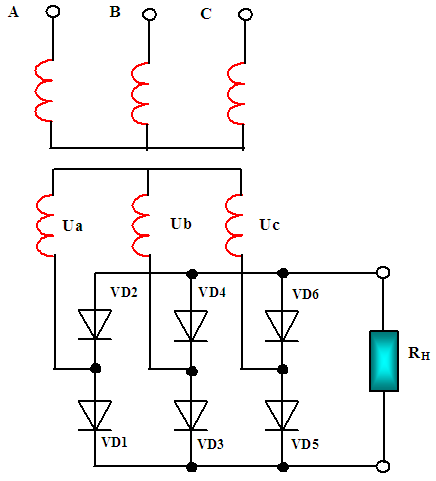 A B C
Ua Ub Uc
VD2 VD4 VD6
RH
VD1 VD3 VD5